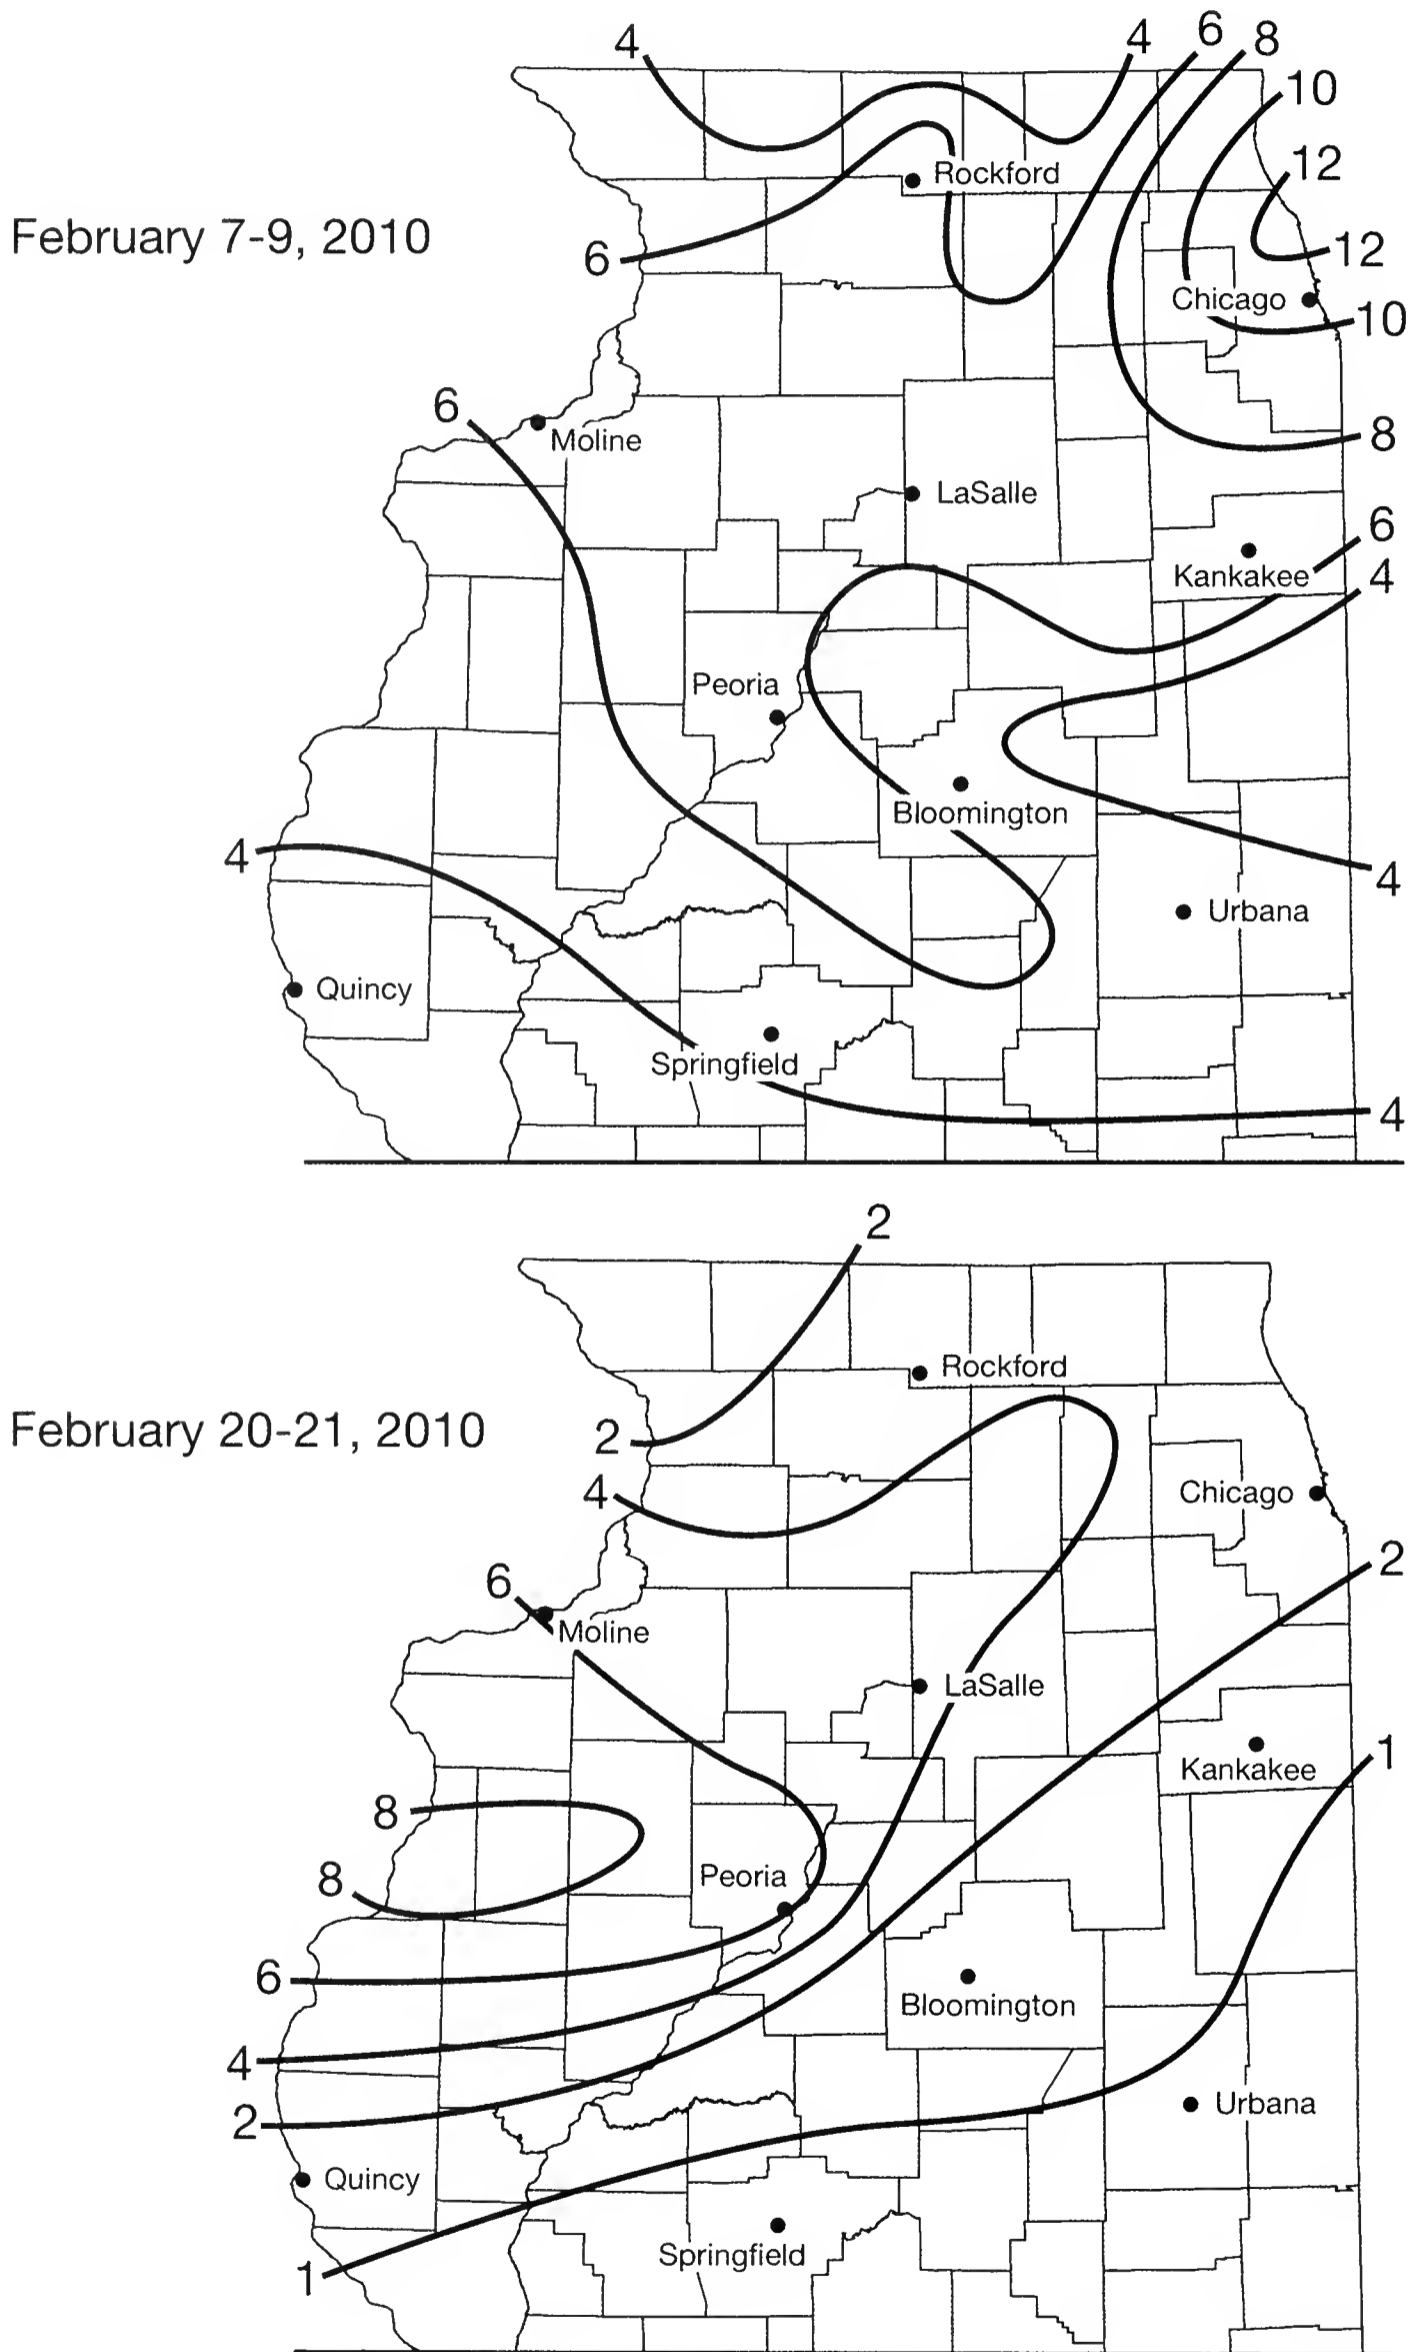 4
4
6
8
10
12
Rockford
February 7-9, 2010
6
12
Chicago
10
6
Moline
8
LaSalle
6
Kankakee
4
Peoria
Bloomington
4
4
Urbana
Quincy
Springfield
4
2
Rockford
February 20-21, 2010
2
4
Chicago
2
6
Moline
LaSalle
1
Kankakee
8
8
Peoria
6
Bloomington
4
2
Urbana
Quincy
Springfield
1